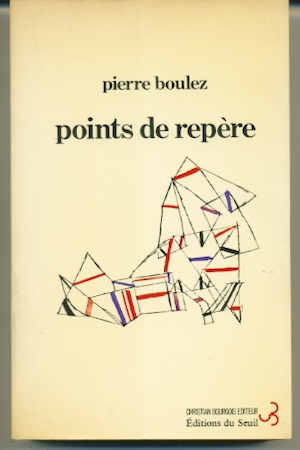 pierre boulez
points de repère
CHRISTIAN BOURGOIS EDITEUR
Éditions du Seuil